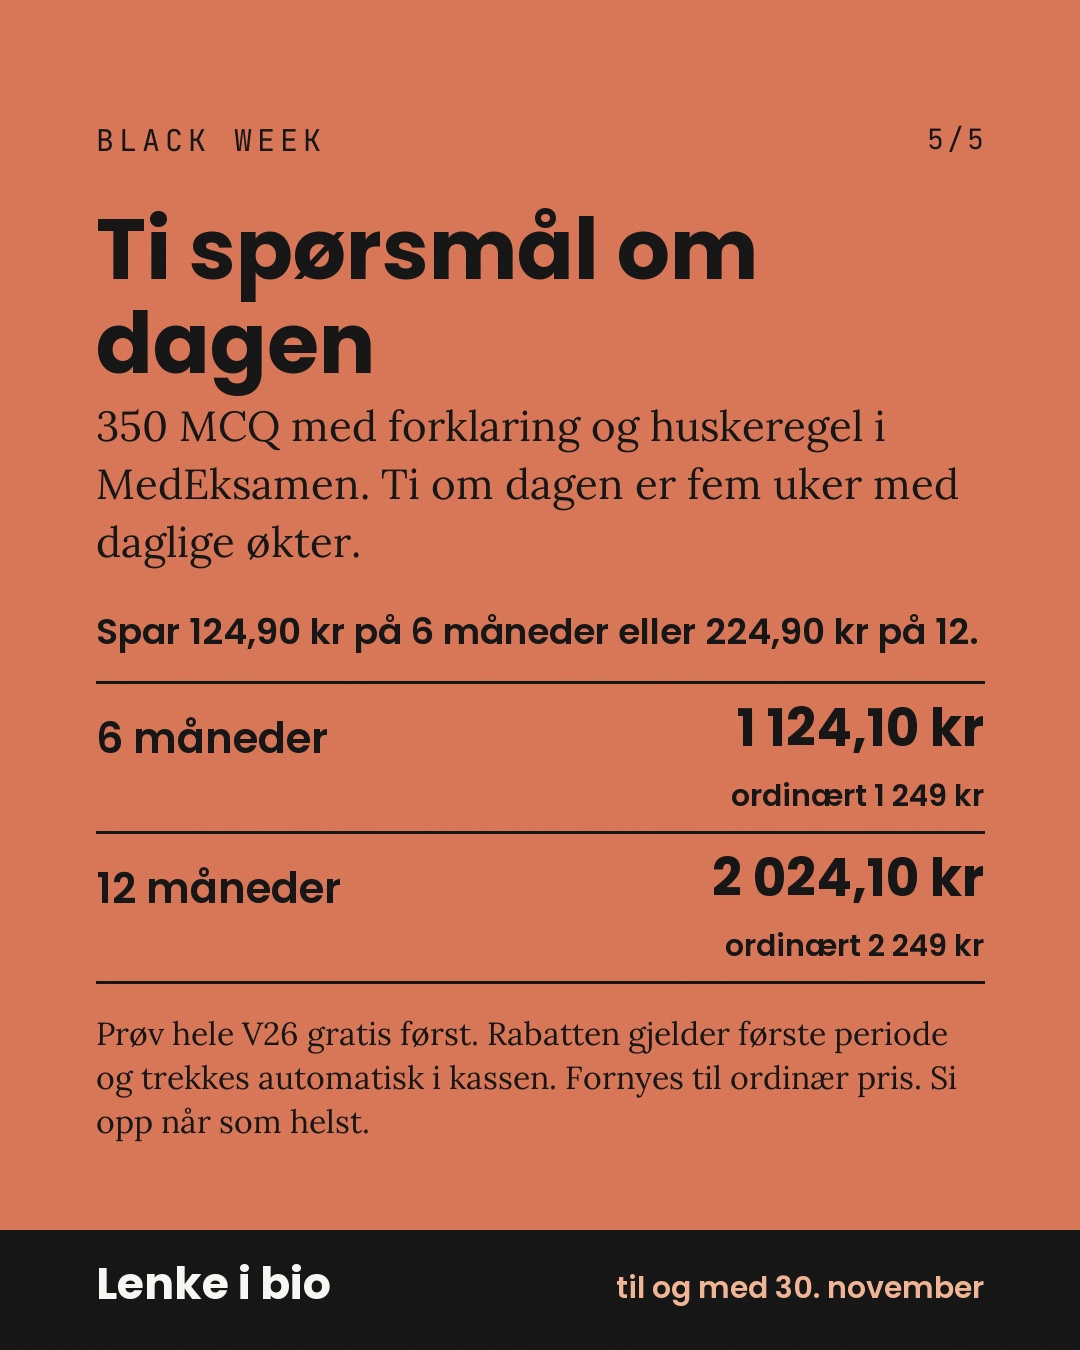 BLACK WEEK
5/5
Ti spørsmål om
dagen
350 MCQ med forklaring og huskeregel i
MedEksamen. Ti om dagen er fem uker med
daglige økter.
Spar 124,90 kr på 6 måneder eller 224,90 kr på 12.
6 måneder
1 124,10 kr
ordinært 1 249 kr
12 måneder
2 024,10 kr
ordinært 2 249 kr
Prøv hele V26 gratis først. Rabatten gjelder første periode
og trekkes automatisk i kassen. Fornyes til ordinær pris. Si
opp når som helst.
Lenke i bio
til og med 30. november